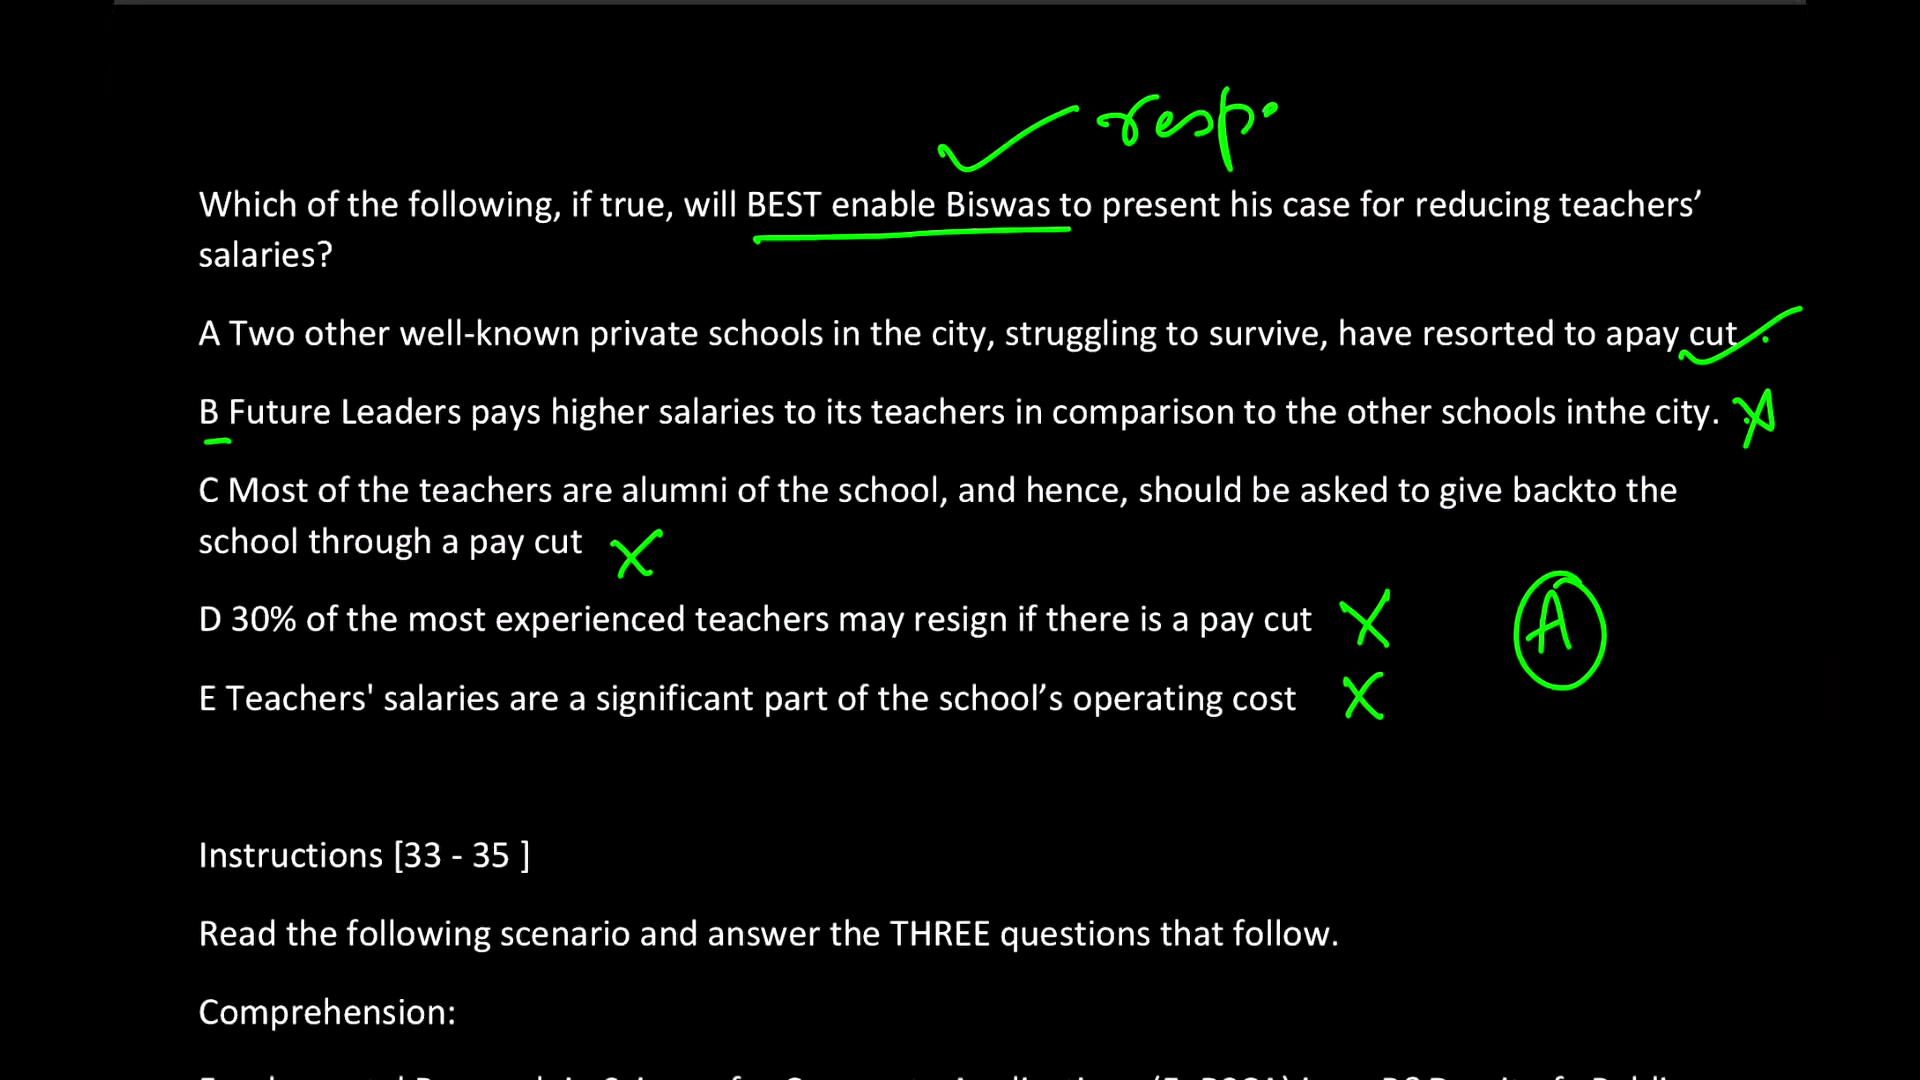 resp.
Which of the following, if true, will BEST enable Biswas to present his case for reducing teachers’
salaries?
A Two other well-known private schools in the city, struggling to survive, have resorted to apay cut
B Future Leaders pays higher salaries to its teachers in comparison to the other schools inthe city.
C Most of the teachers are alumni of the school, and hence, should be asked to give backto the
school through a pay cut
D 30% of the most experienced teachers may resign if there is a pay cut
A
E Teachers' salaries are a significant part of the school’s operating cost
Instructions [33 - 35 ]
Read the following scenario and answer the THREE questions that follow.
Comprehension: